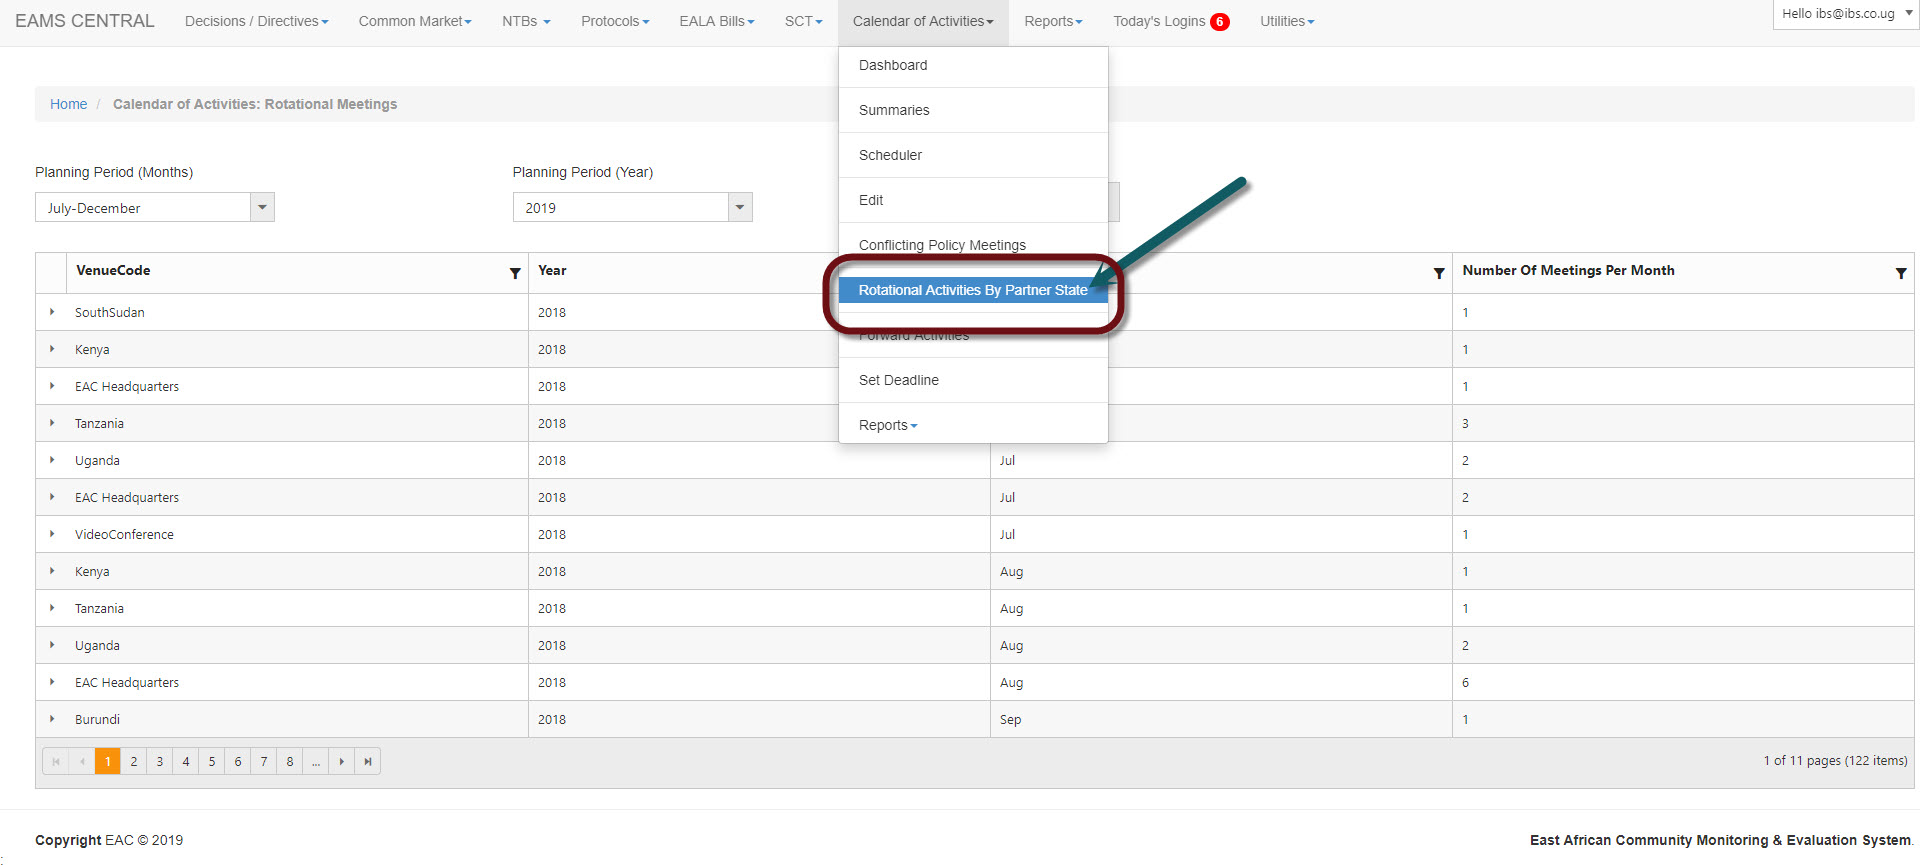 EAMS CENTRAL Decisions / Directives Common Market NTBs Protocols EALA Bills SCT Calendar of Activities Reports Today's Logins 6 Utilities Hello ibs@ibs.co.ug
Dashboard
Summaries
Scheduler
Edit
Conflicting Policy Meetings
Rotational Activities By Partner State
Forward Activities
Set Deadline
Reports
Home / Calendar of Activities: Rotational Meetings
Planning Period (Months) Planning Period (Year)
July-December 2019
VenueCode Year Number Of Meetings Per Month
SouthSudan 2018 1
Kenya 2018 1
EAC Headquarters 2018 1
Tanzania 2018 3
Uganda 2018 Jul 2
EAC Headquarters 2018 Jul 2
VideoConference 2018 Jul 1
Kenya 2018 Aug 1
Tanzania 2018 Aug 1
Uganda 2018 Aug 2
EAC Headquarters 2018 Aug 6
Burundi 2018 Sep 1
1 2 3 4 5 6 7 8 ... 1 of 11 pages (122 items)
Copyright EAC © 2019 East African Community Monitoring & Evaluation System.
: